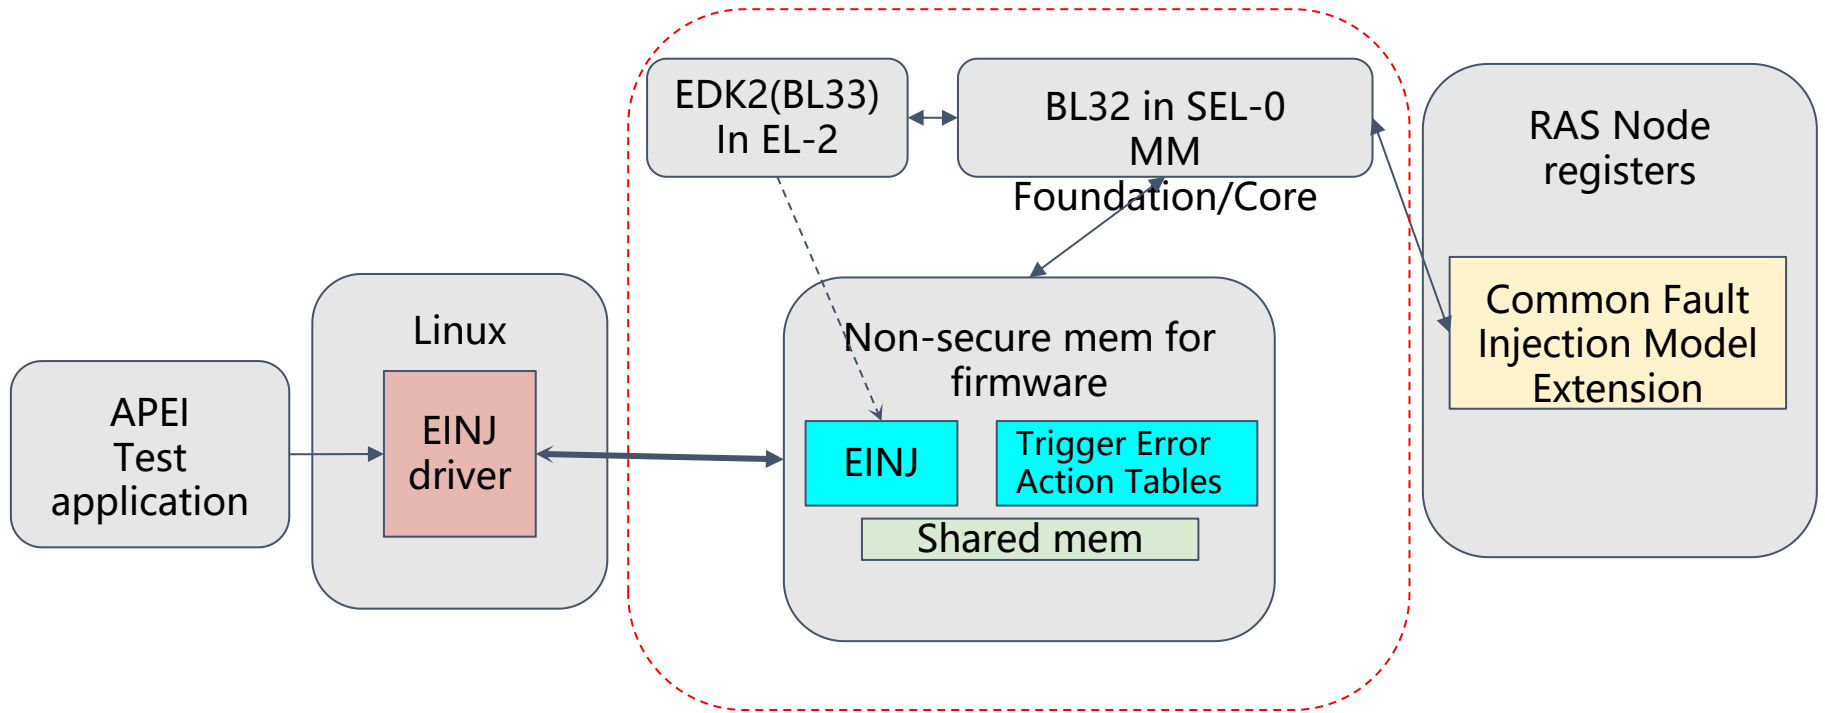 EDK2(BL33)
In EL-2
BL32 in SEL-0
MM
Foundation/Core
RAS Node
registers
Common Fault
Injection Model
Extension
Linux
EINJ
driver
APEI
Test
application
Non-secure mem for
firmware
EINJ
Trigger Error
Action Tables
Shared mem